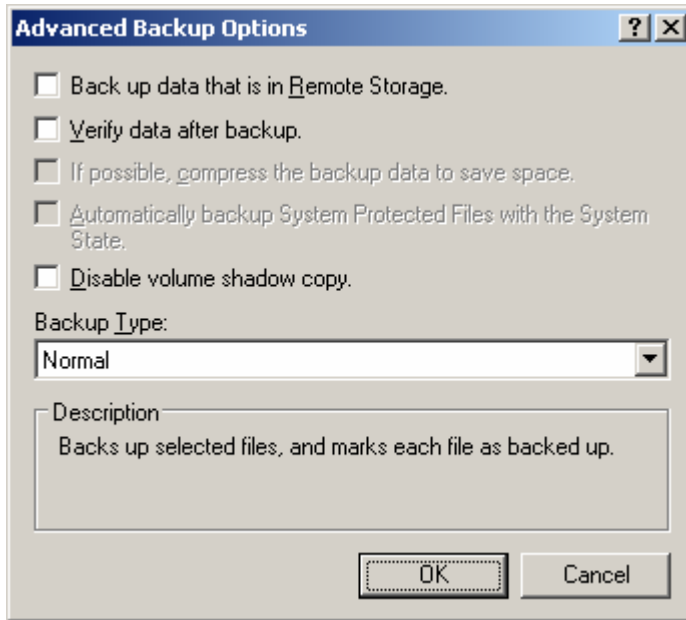 Advanced Backup Options
Back up data that is in Remote Storage.
Verify data after backup.
If possible, compress the backup data to save space.
Automatically backup System Protected Files with the System
State.
Disable volume shadow copy.
Backup Type:
Normal
Description
Backs up selected files, and marks each file as backed up.
OK Cancel